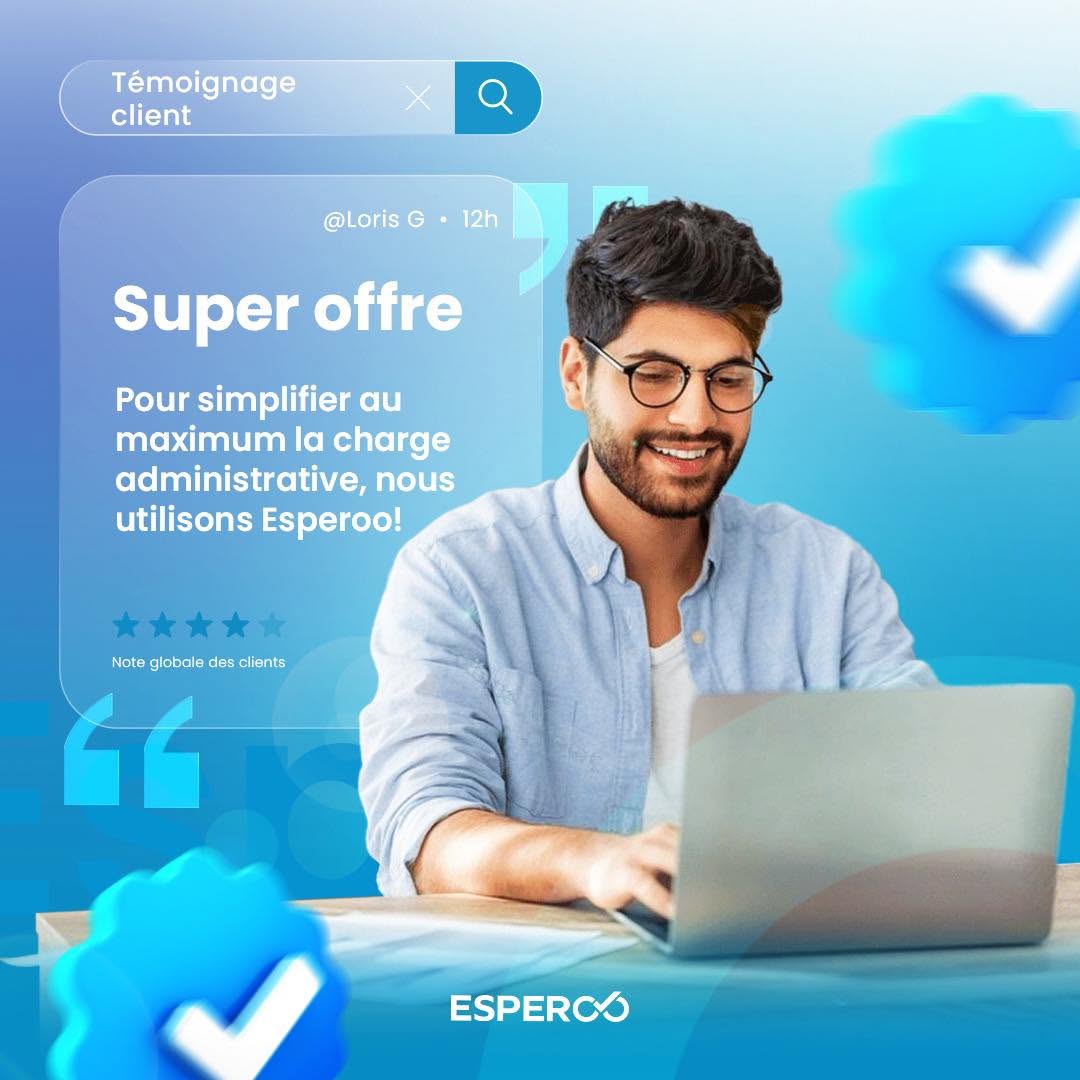 Témoignage
client
@Loris G • 12h
Super offre
Pour simplifier au
maximum la charge
administrative, nous
utilisons Esperoo!
Note globale des clients
ESPEROO